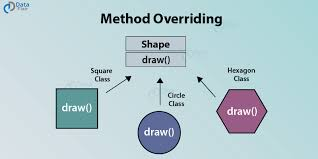 Data
Flair
Method Overriding
Shape
draw()
Square
Class
Hexagon
Class
Circle
Class
draw()
draw()
draw()